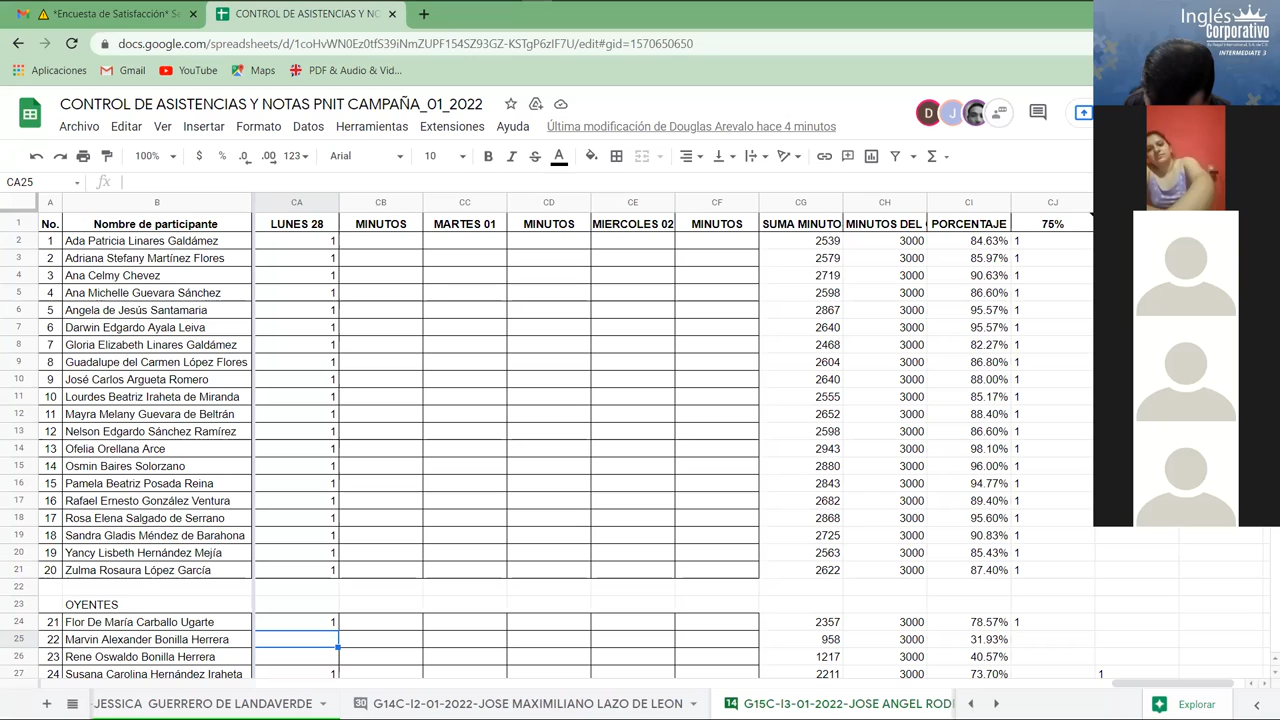 *Encuesta de Satisfacción* Se
CONTROL DE ASISTENCIAS Y NO
docs.google.com/spreadsheets/d/1coHvWN0Ez0tfS39iNmZUPF154SZ93GZ-KSTgP6zIF7U/edit#gid=1570650650
Aplicaciones Gmail YouTube Maps PDF & Audio & Vid...
CONTROL DE ASISTENCIAS Y NOTAS PNIT CAMPAÑA_01_2022
Archivo Editar Ver Insertar Formato Datos Herramientas Extensiones Ayuda Última modificación de Douglas Arevalo hace 4 minutos
100% $ % .0 .00 123 Arial 10 B I S A
CA25 fx
A B CA CB CC CD CE CF CG CH CI CJ
1 No. Nombre de participante LUNES 28 MINUTOS MARTES 01 MINUTOS MIERCOLES 02 MINUTOS SUMA MINUTO MINUTOS DEL PORCENTAJE 75%
2 1 Ada Patricia Linares Galdámez 1 2539 3000 84.63% 1
3 2 Adriana Stefany Martínez Flores 1 2579 3000 85.97% 1
4 3 Ana Celmy Chevez 1 2719 3000 90.63% 1
5 4 Ana Michelle Guevara Sánchez 1 2598 3000 86.60% 1
6 5 Angela de Jesús Santamaria 1 2867 3000 95.57% 1
7 6 Darwin Edgardo Ayala Leiva 1 2640 3000 95.57% 1
8 7 Gloria Elizabeth Linares Galdámez 1 2468 3000 82.27% 1
9 8 Guadalupe del Carmen López Flores 1 2604 3000 86.80% 1
10 9 José Carlos Argueta Romero 1 2640 3000 88.00% 1
11 10 Lourdes Beatriz Iraheta de Miranda 1 2555 3000 85.17% 1
12 11 Mayra Melany Guevara de Beltrán 1 2652 3000 88.40% 1
13 12 Nelson Edgardo Sánchez Ramírez 1 2598 3000 86.60% 1
14 13 Ofelia Orellana Arce 1 2943 3000 98.10% 1
15 14 Osmin Baires Solorzano 1 2880 3000 96.00% 1
16 15 Pamela Beatriz Posada Reina 1 2843 3000 94.77% 1
17 16 Rafael Ernesto González Ventura 1 2682 3000 89.40% 1
18 17 Rosa Elena Salgado de Serrano 1 2868 3000 95.60% 1
19 18 Sandra Gladis Méndez de Barahona 1 2725 3000 90.83% 1
20 19 Yancy Lisbeth Hernández Mejía 1 2563 3000 85.43% 1
21 20 Zulma Rosaura López García 1 2622 3000 87.40% 1
22
23 OYENTES
24 21 Flor De María Carballo Ugarte 1 2357 3000 78.57% 1
25 22 Marvin Alexander Bonilla Herrera 958 3000 31.93%
26 23 Rene Oswaldo Bonilla Herrera 1217 3000 40.57%
27 24 Susana Carolina Hernández Iraheta 1 2211 3000 73.70% 1
JESSICA GUERRERO DE LANDAVERDE 30 G14C-I2-01-2022-JOSE MAXIMILIANO LAZO DE LEON 14 G15C-I3-01-2022-JOSE ANGEL RODI Explorar
D J
Inglés
Corporativo
INTERMEDIATE 3